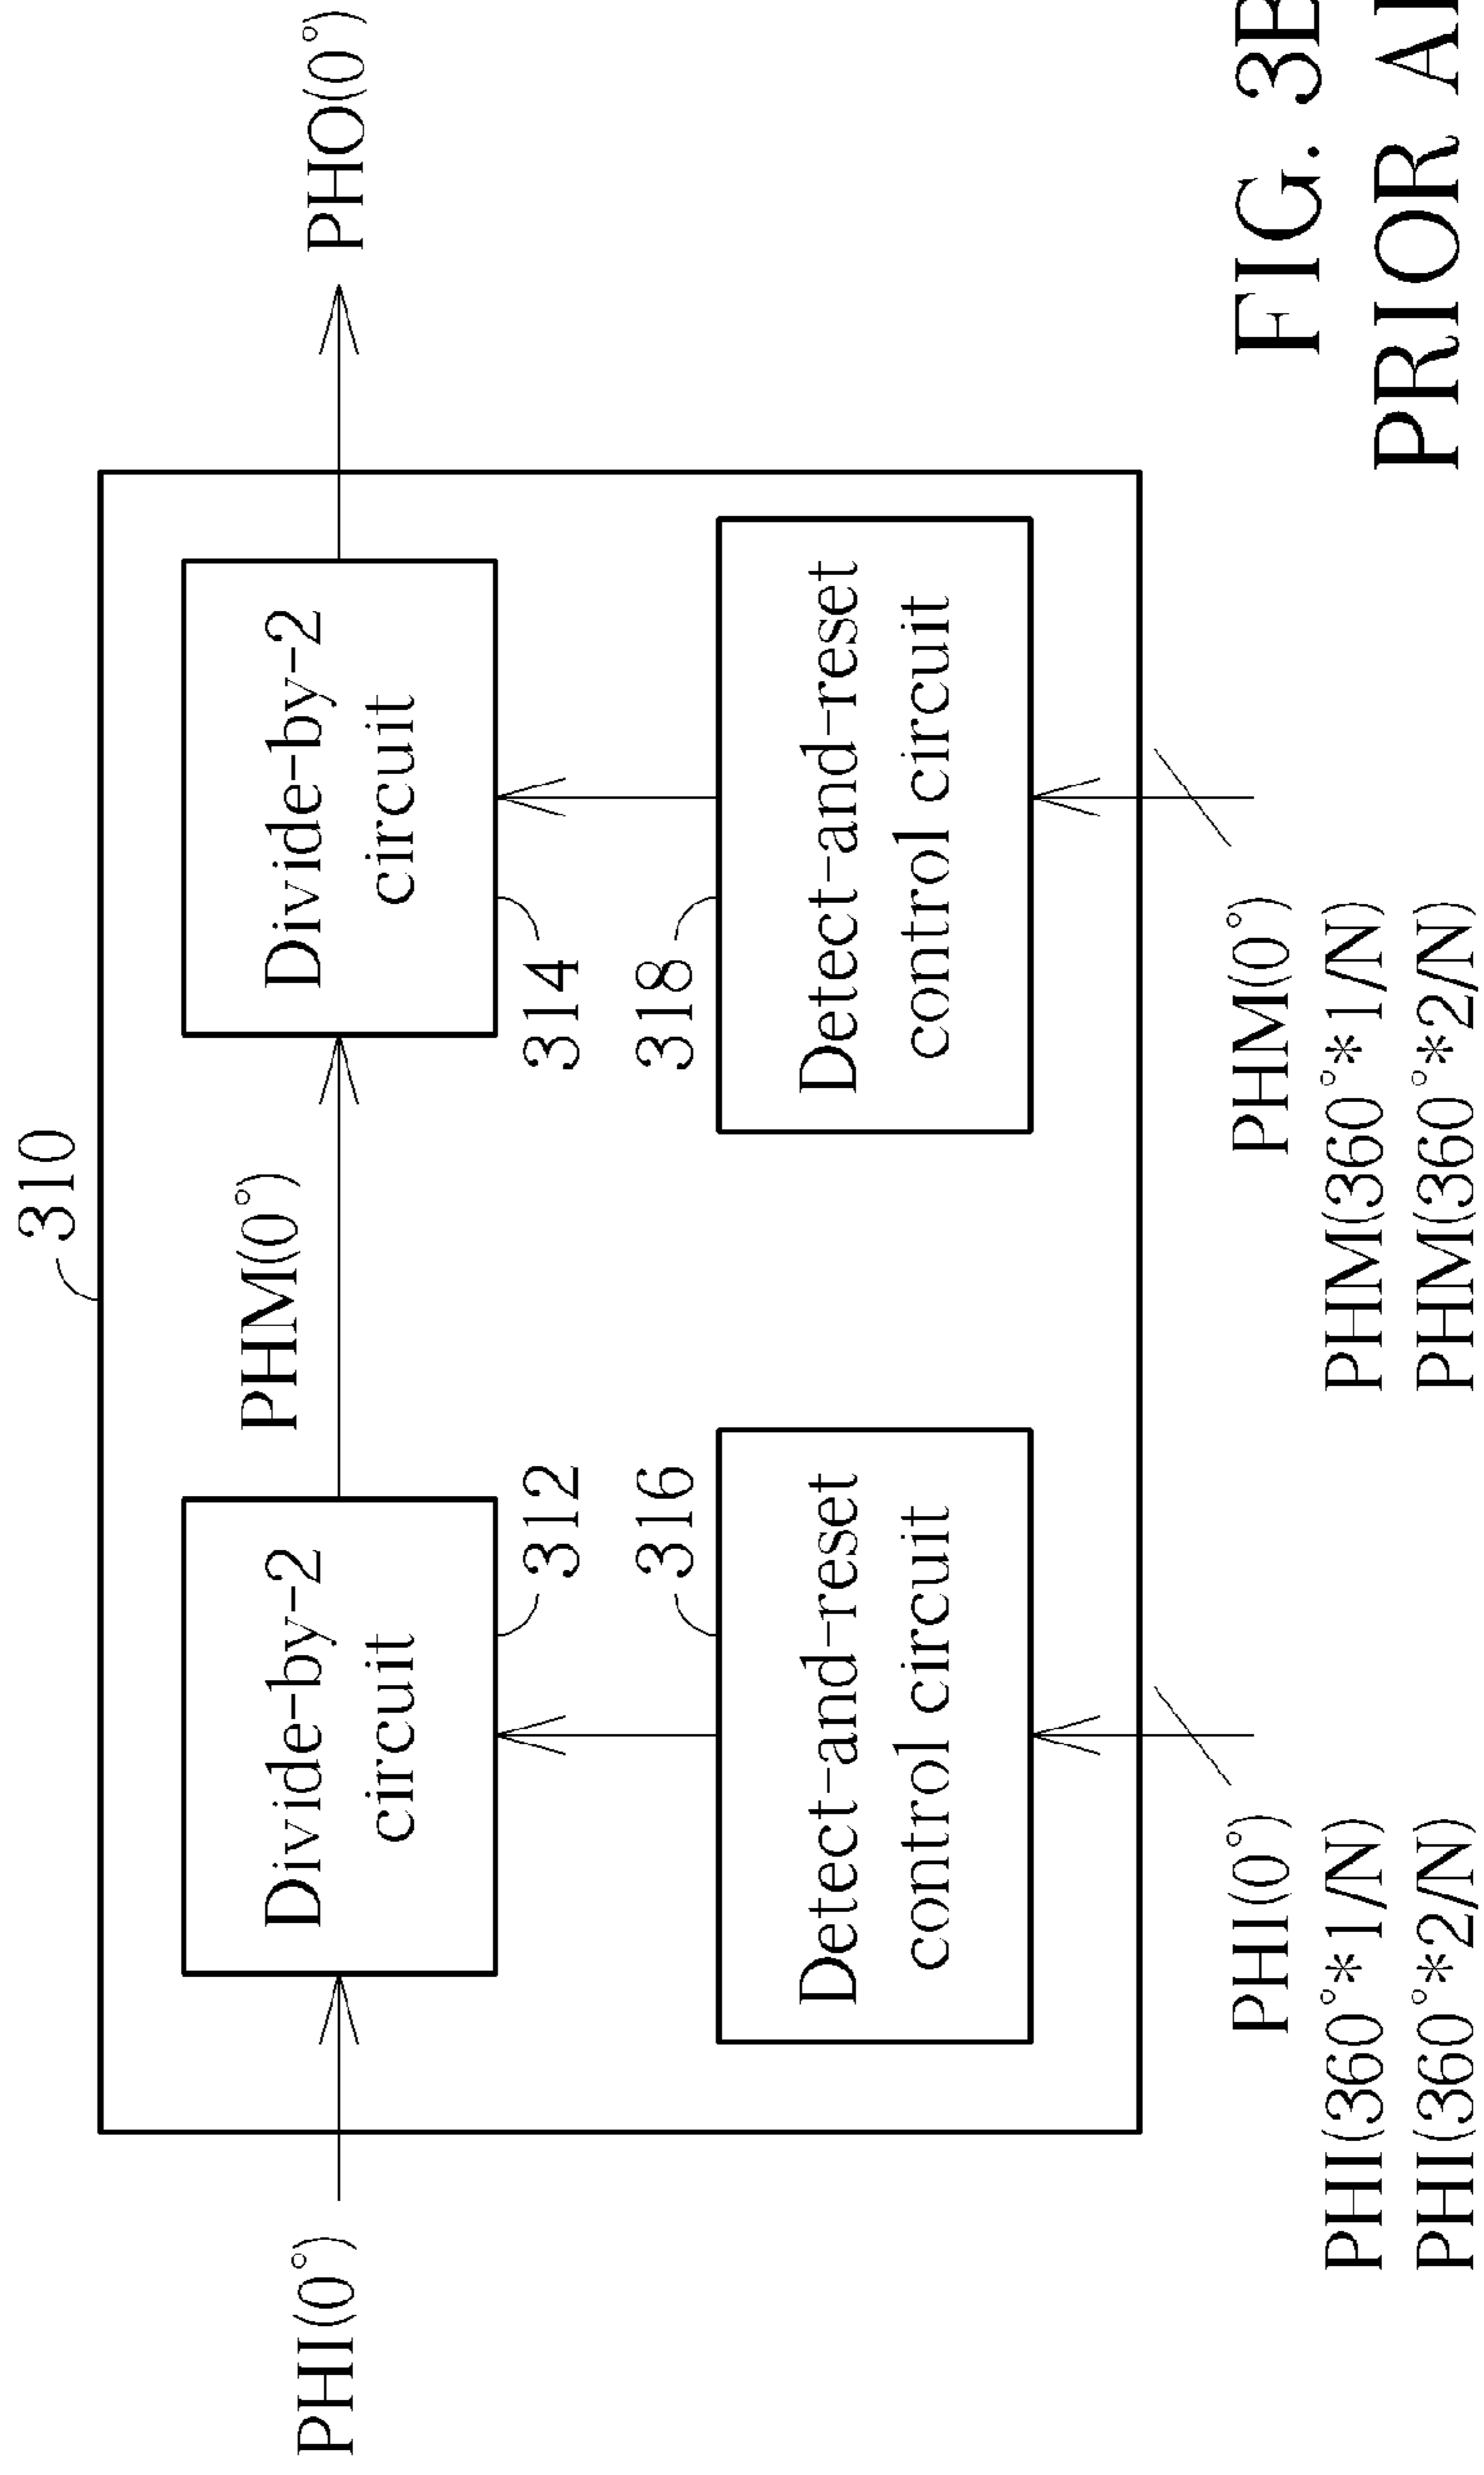 310
PHI(0°)
Divide-by-2
circuit
PHM(0°)
Divide-by-2
circuit
PHO(0°)
312
314
316
318
Detect-and-reset
control circuit
Detect-and-reset
control circuit
PHI(0°)
PHI(360°*1/N)
PHI(360°*2/N)
PHM(0°)
PHM(360°*1/N)
PHM(360°*2/N)
FIG. 3B
PRIOR